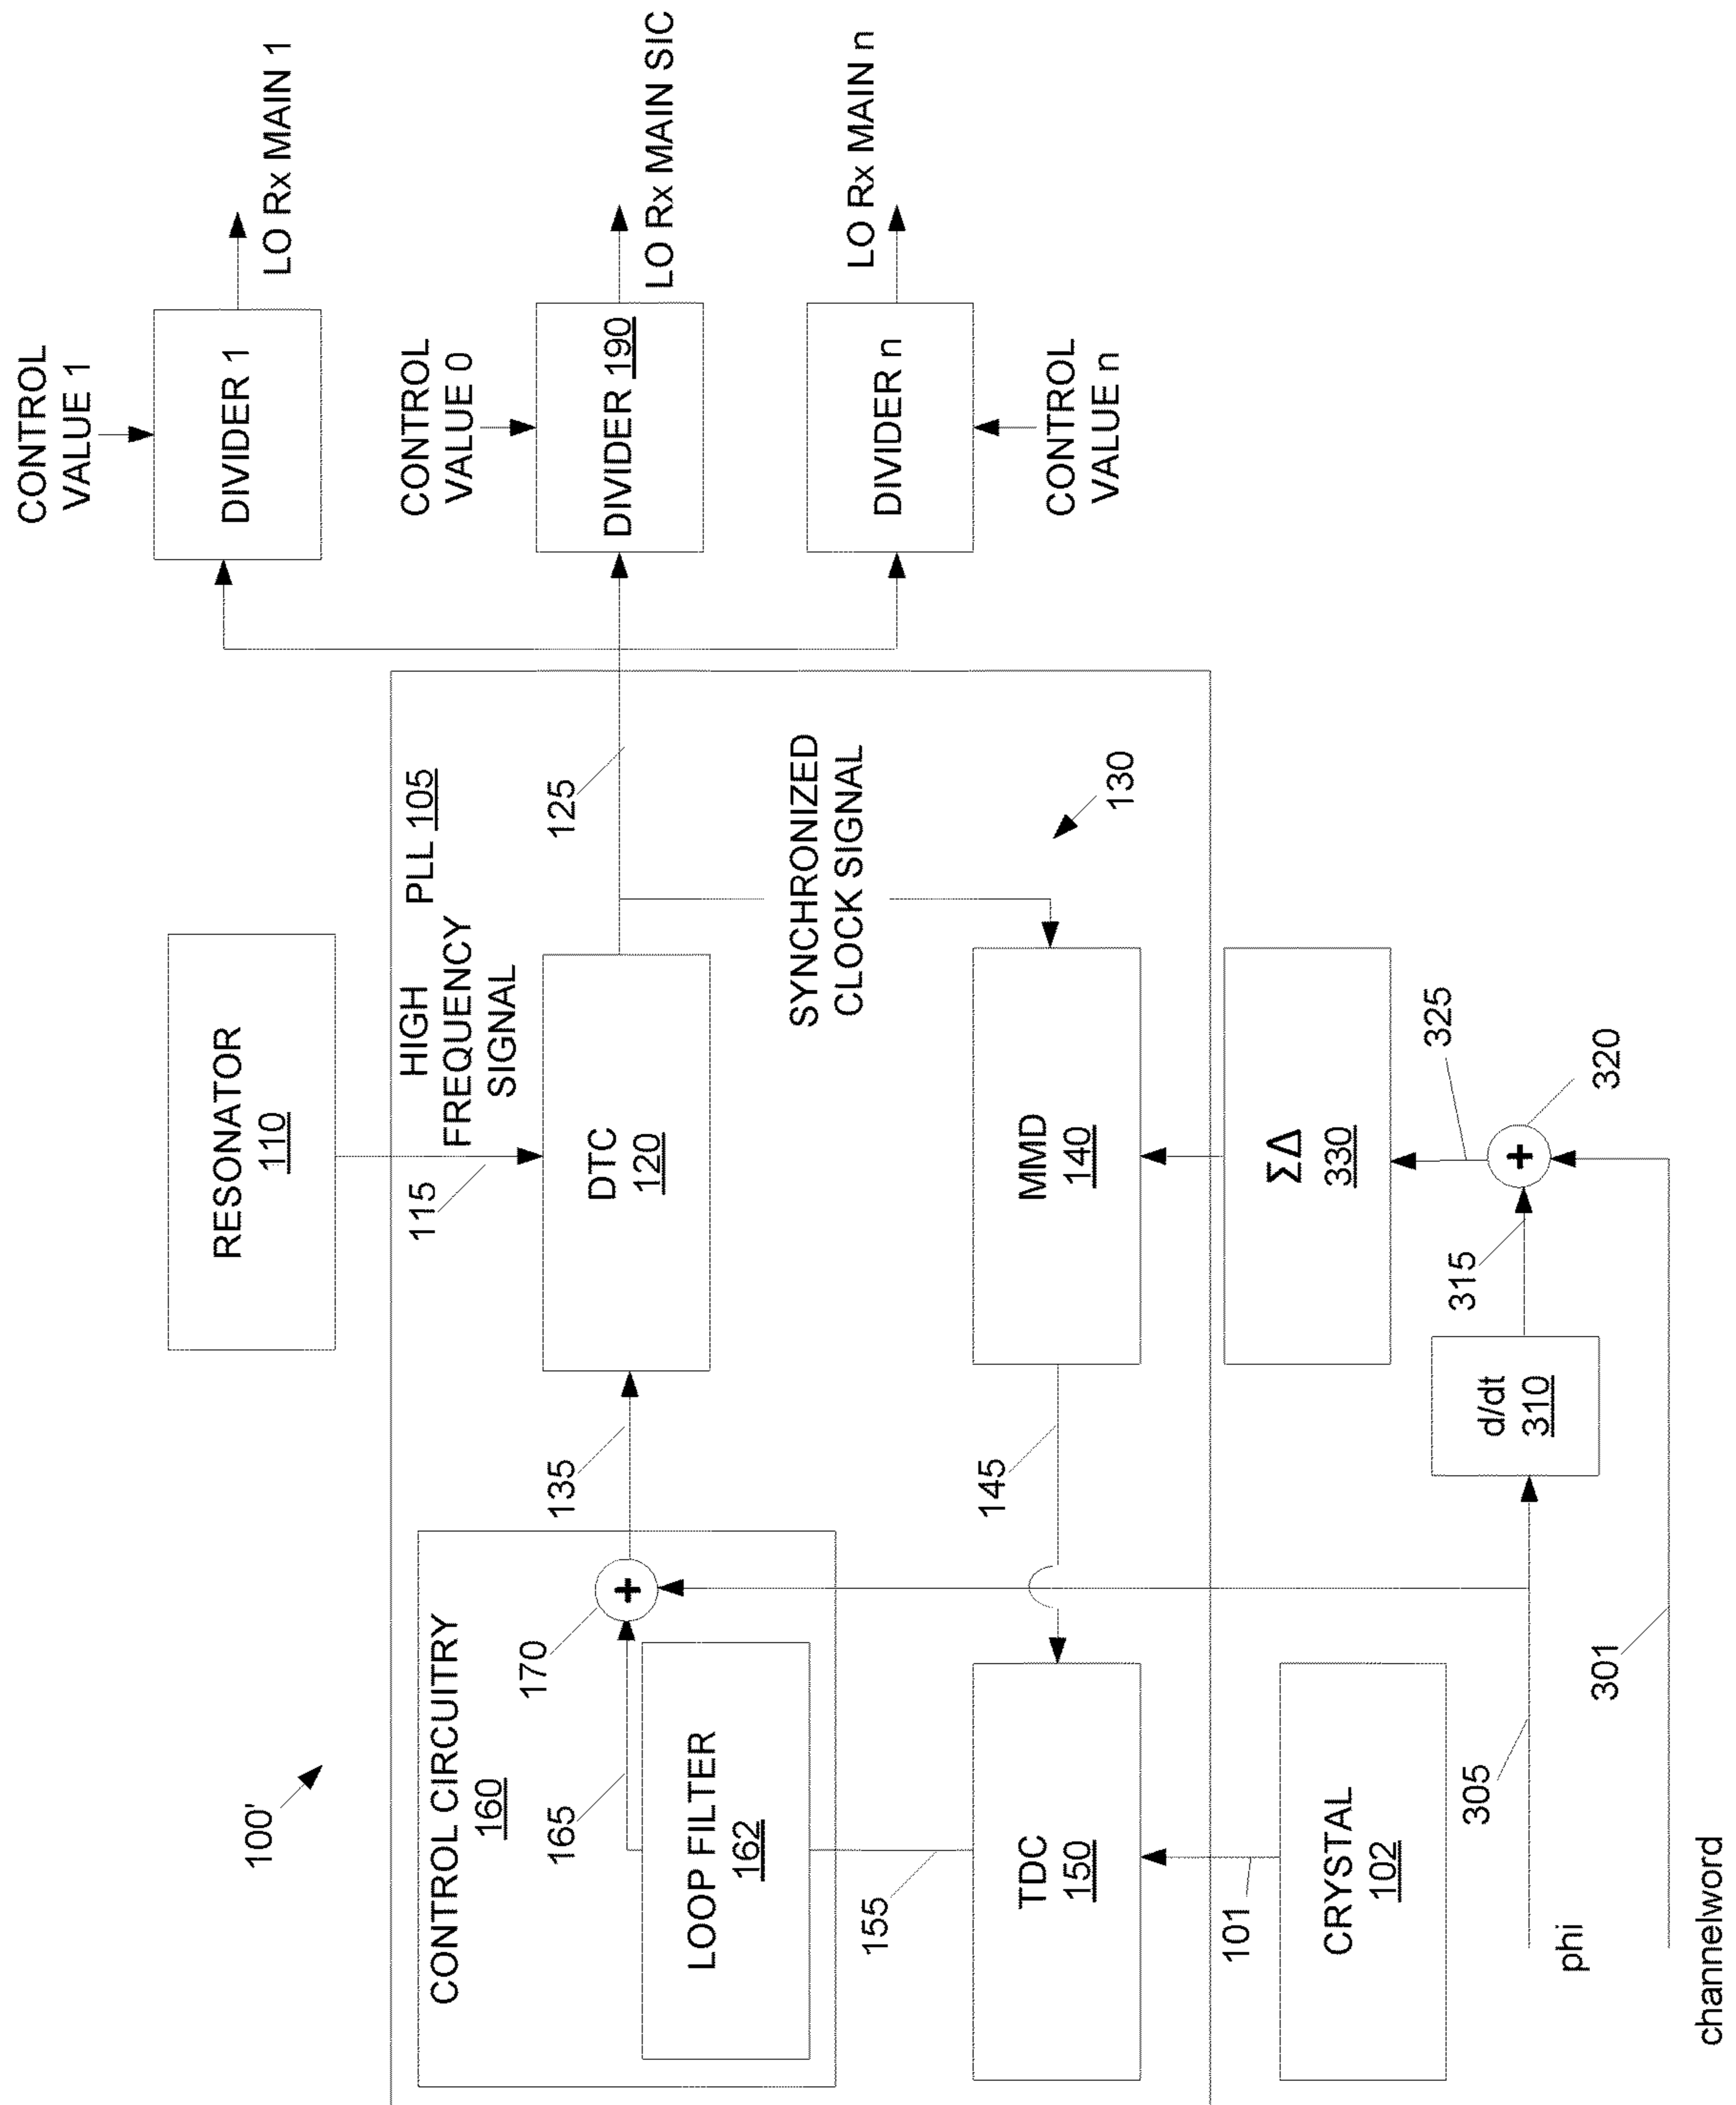 100'
CONTROL CIRCUITRY
160
LOOP FILTER
162
165
170
135
155
TDC
150
101
CRYSTAL
102
145
RESONATOR
110
115
HIGH
FREQUENCY
SIGNAL
PLL 105
DTC
120
125
SYNCHRONIZED
CLOCK SIGNAL
130
MMD
140
ΣΔ
330
325
320
315
d/dt
310
305
phi
301
channelword
CONTROL
VALUE 1
DIVIDER 1
LO Rx MAIN 1
CONTROL
VALUE 0
DIVIDER 190
LO Rx MAIN SIC
DIVIDER n
LO Rx MAIN n
CONTROL
VALUE n